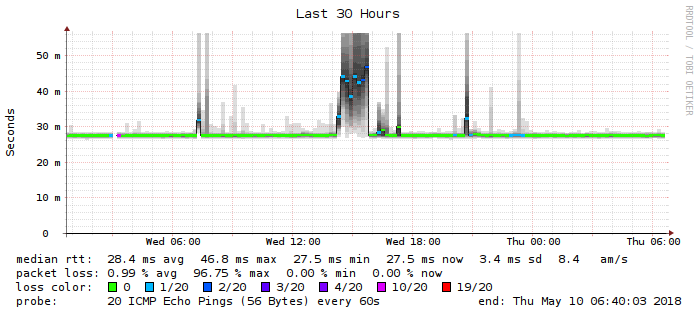 Last 30 Hours
RRDTOOL / TOBI OETIKER
Seconds
50 m
40 m
30 m
20 m
10 m
0
Wed 06:00 Wed 12:00 Wed 18:00 Thu 00:00 Thu 06:00
median rtt: 28.4 ms avg 46.8 ms max 27.5 ms min 27.5 ms now 3.4 ms sd 8.4 am/s
packet loss: 0.99 % avg 96.75 % max 0.00 % min 0.00 % now
loss color: 0 1/20 2/20 3/20 4/20 10/20 19/20
probe: 20 ICMP Echo Pings (56 Bytes) every 60s end: Thu May 10 06:40:03 2018